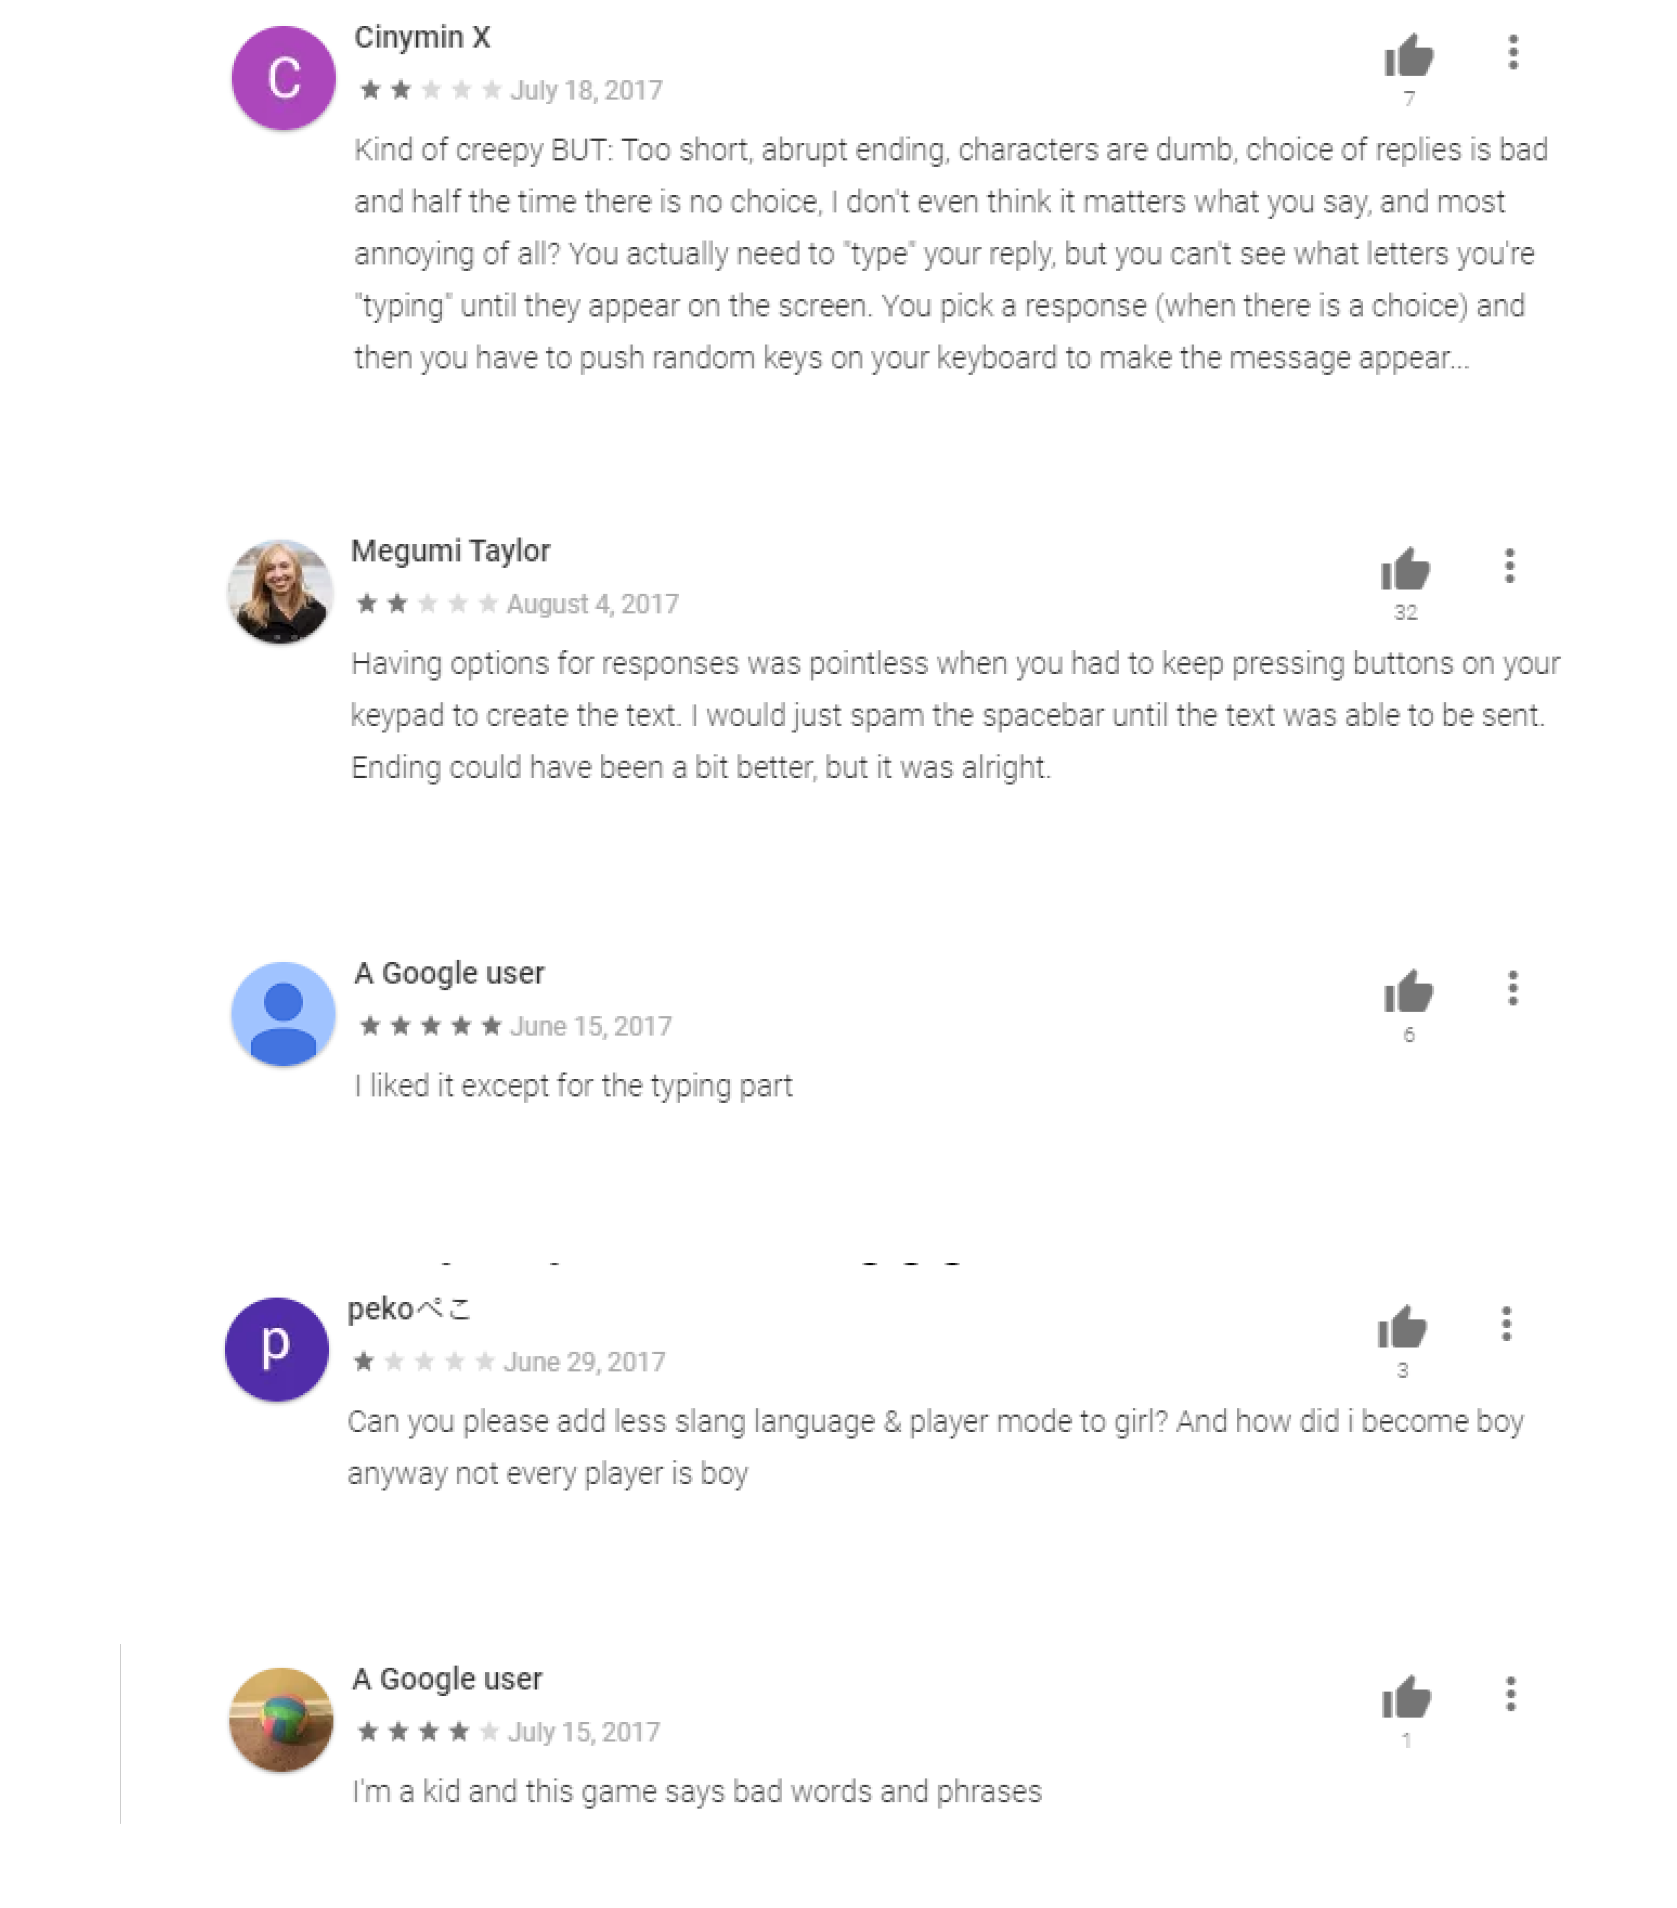 Cinymin X
C
July 18, 2017
7
Kind of creepy BUT: Too short, abrupt ending, characters are dumb, choice of replies is bad
and half the time there is no choice, I don't even think it matters what you say, and most
annoying of all? You actually need to "type" your reply, but you can't see what letters you're
"typing" until they appear on the screen. You pick a response (when there is a choice) and
then you have to push random keys on your keyboard to make the message appear...
Megumi Taylor
August 4, 2017
32
Having options for responses was pointless when you had to keep pressing buttons on your
keypad to create the text. I would just spam the spacebar until the text was able to be sent.
Ending could have been a bit better, but it was alright.
A Google user
June 15, 2017
6
I liked it except for the typing part
pekoぺこ
p
June 29, 2017
3
Can you please add less slang language & player mode to girl? And how did i become boy
anyway not every player is boy
A Google user
July 15, 2017
1
I'm a kid and this game says bad words and phrases